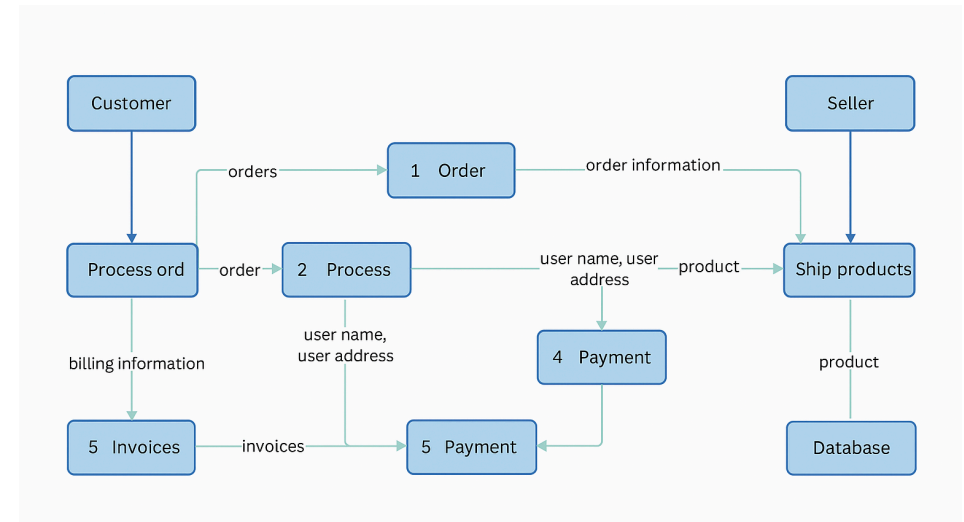 Customer
Seller
orders
1 Order
order information
Process ord
order
2 Process
user name, user
address
product
Ship products
billing information
user name,
user address
4 Payment
product
5 Invoices
invoices
5 Payment
Database